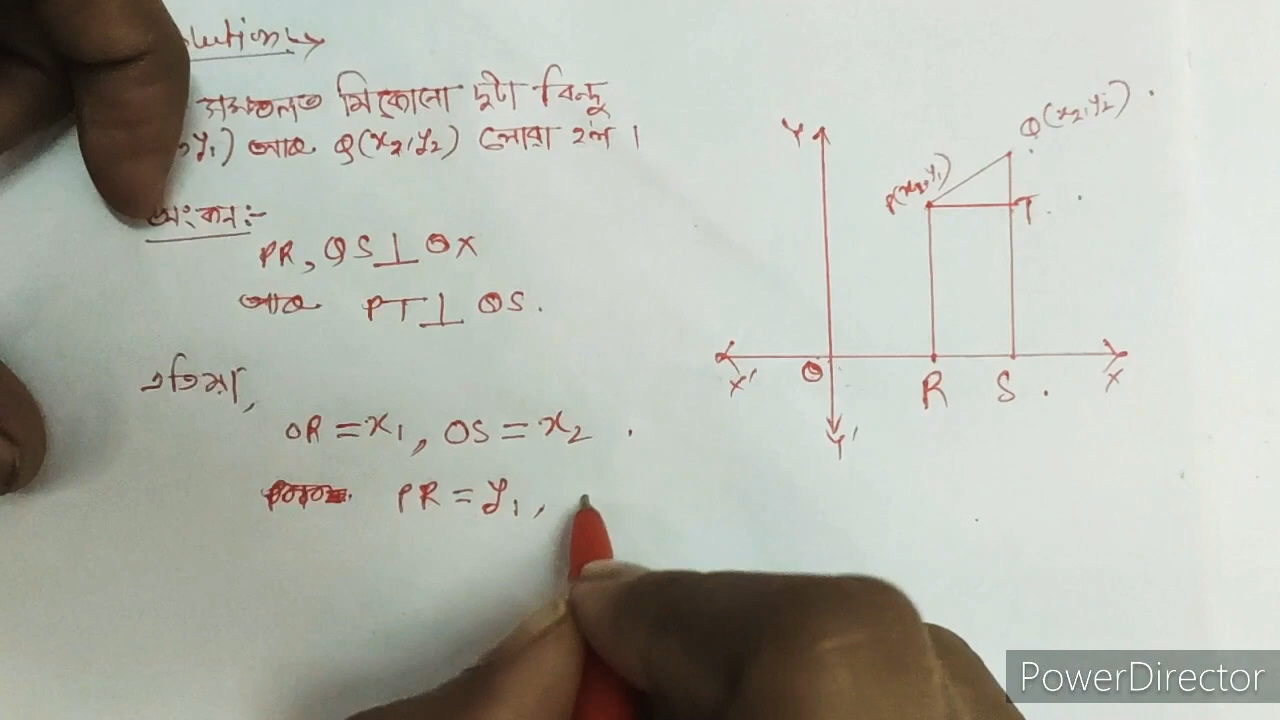 lution:→
সমতলত যিকোনো দুটা বিন্দু
y₁) আৰু Q(x₂,y₂) লোৱা হ'ল।
অংকন:-
PR, QS⊥OX
আৰু PT⊥QS.
এতিয়া,
OR=x₁, OS=x₂.
PR=y₁,
Y
Q(x₂,y₂)
P(x₁,y₁)
T
X'
O
R
S
X
Y'
PowerDirector